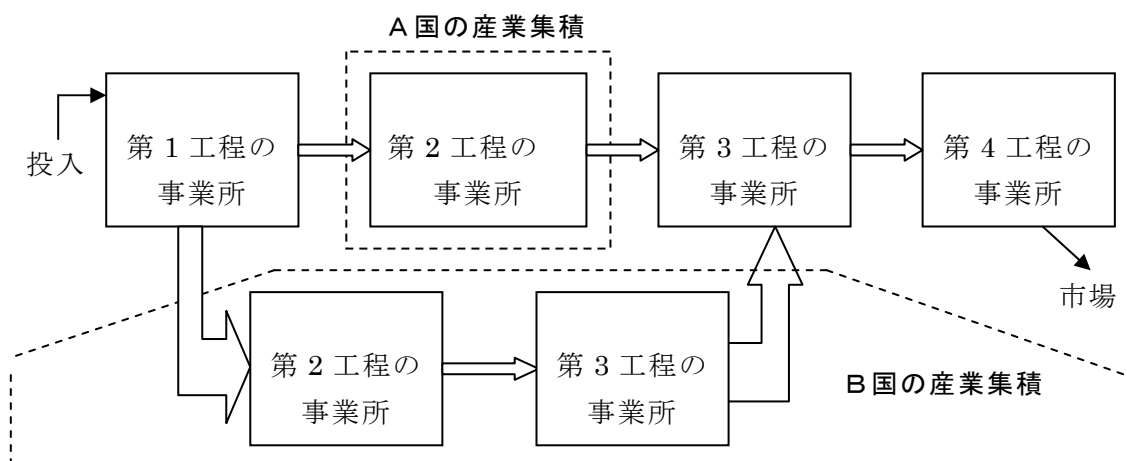 A国の産業集積
投入
第1工程の
事業所
第2工程の
事業所
第3工程の
事業所
第4工程の
事業所
市場
第2工程の
事業所
第3工程の
事業所
B国の産業集積